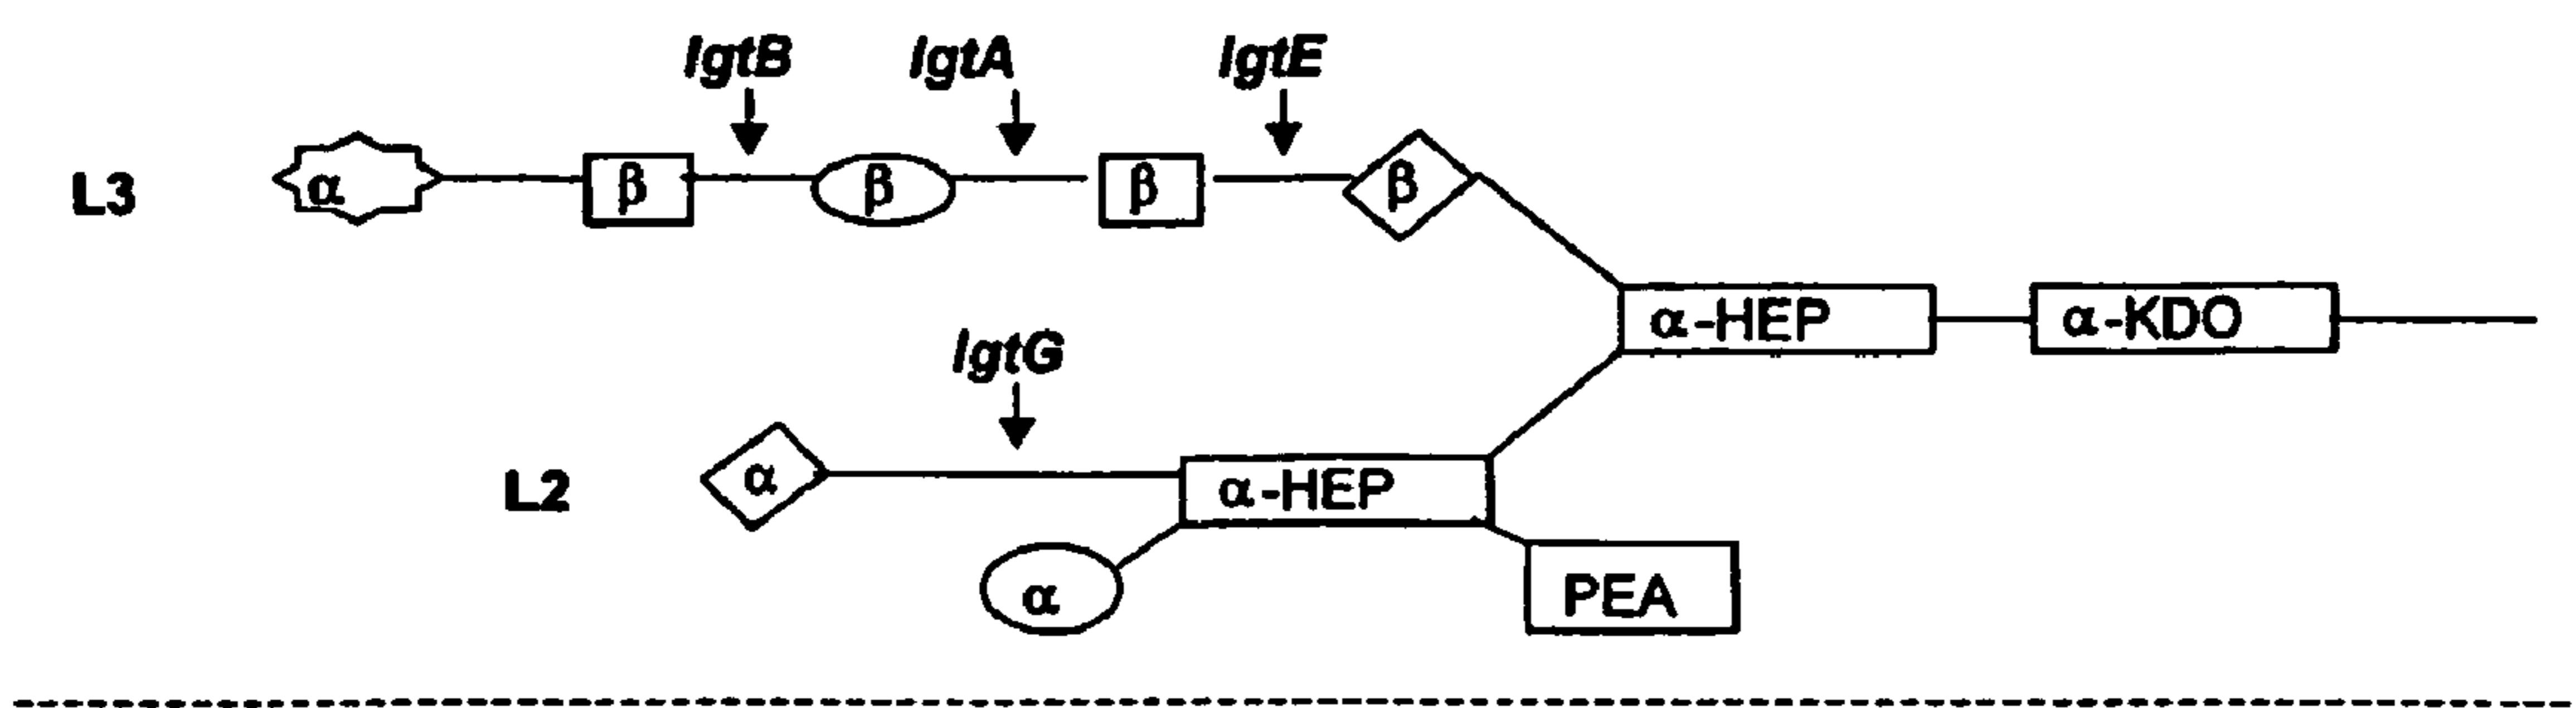 lgtB lgtA lgtE
L3 α β β β β
α-HEP α-KDO
lgtG
L2 α α-HEP
α PEA